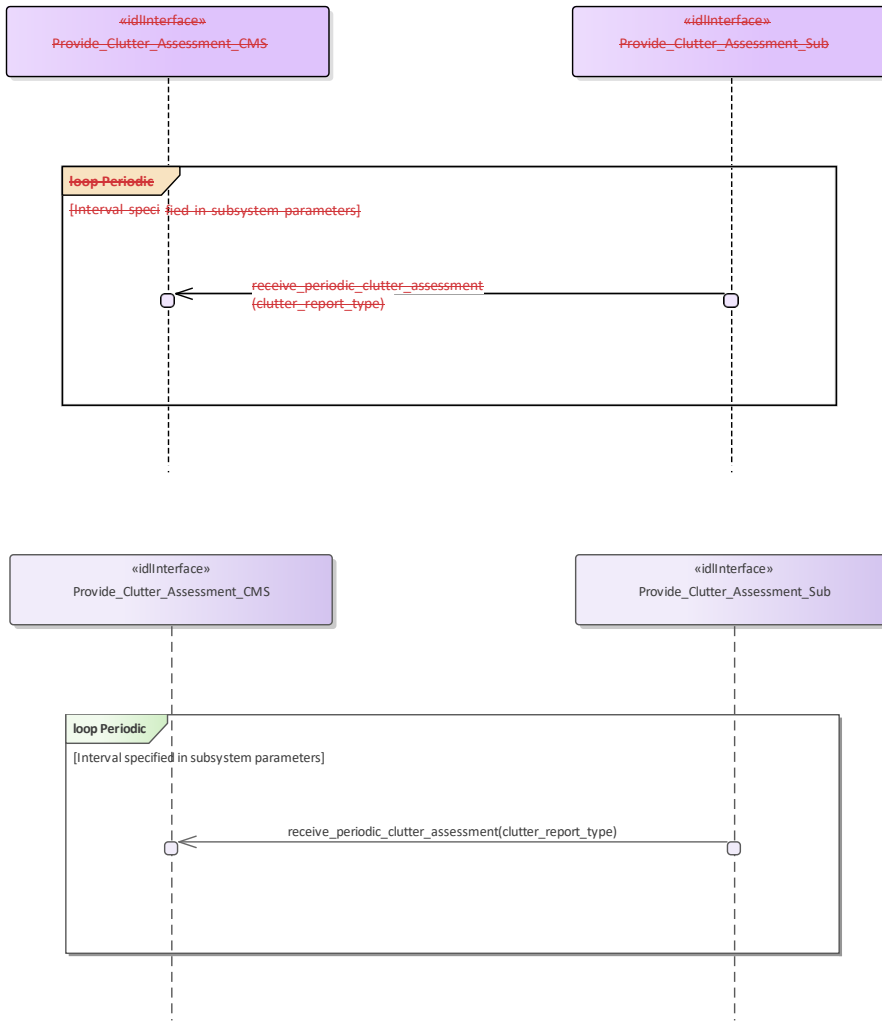 «idlInterface»
Provide_Clutter_Assessment_CMS
«idlInterface»
Provide_Clutter_Assessment_Sub
loop Periodic
[Interval speci fied in subsystem parameters]
receive_periodic_clutter_assessment
(clutter_report_type)
«idlInterface»
Provide_Clutter_Assessment_CMS
«idlInterface»
Provide_Clutter_Assessment_Sub
loop Periodic
[Interval specified in subsystem parameters]
receive_periodic_clutter_assessment(clutter_report_type)